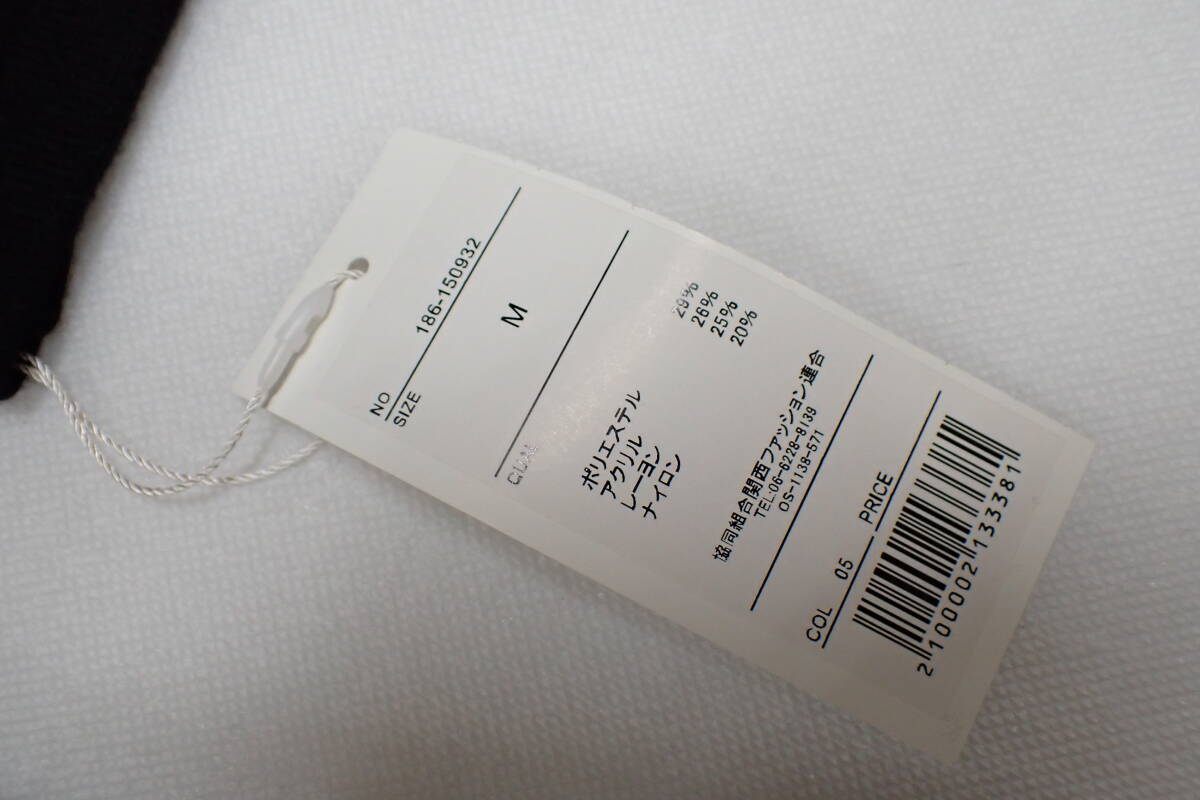 NO
186-150932
SIZE
M
QUAL
ポリエステル 29%
アクリル 26%
レーヨン 25%
ナイロン 20%
協同組合関西ファッション連合
TEL:06-6228-8139
OS-1138-571
COL 05 PRICE
2100002133381